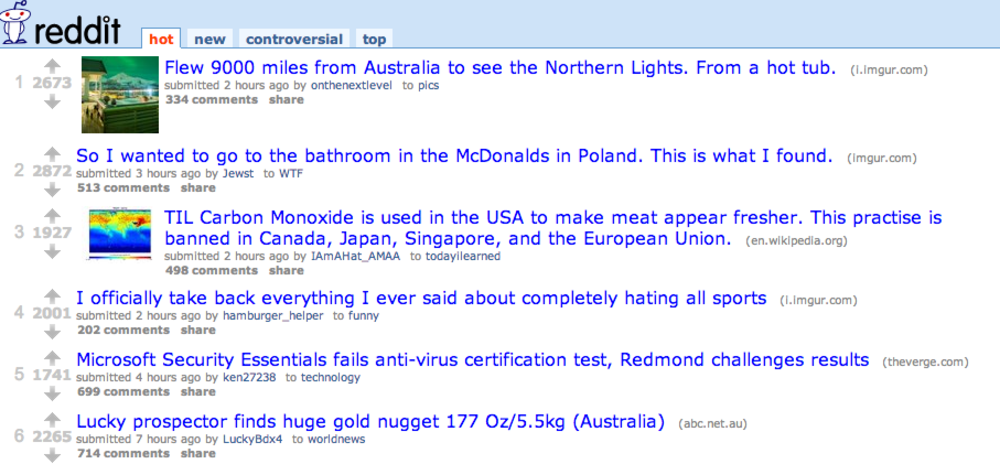 reddit hot new controversial top
Flew 9000 miles from Australia to see the Northern Lights. From a hot tub. (i.imgur.com)
1 2673 submitted 2 hours ago by onthenextlevel to pics
334 comments share
So I wanted to go to the bathroom in the McDonalds in Poland. This is what I found. (imgur.com)
2 2872 submitted 3 hours ago by Jewst to WTF
513 comments share
TIL Carbon Monoxide is used in the USA to make meat appear fresher. This practise is
3 1927 banned in Canada, Japan, Singapore, and the European Union. (en.wikipedia.org)
submitted 2 hours ago by IAmAHat_AMAA to todayilearned
498 comments share
I officially take back everything I ever said about completely hating all sports (i.imgur.com)
4 2001 submitted 2 hours ago by hamburger_helper to funny
202 comments share
Microsoft Security Essentials fails anti-virus certification test, Redmond challenges results (theverge.com)
5 1741 submitted 4 hours ago by ken27238 to technology
699 comments share
Lucky prospector finds huge gold nugget 177 Oz/5.5kg (Australia) (abc.net.au)
6 2265 submitted 7 hours ago by LuckyBdx4 to worldnews
714 comments share